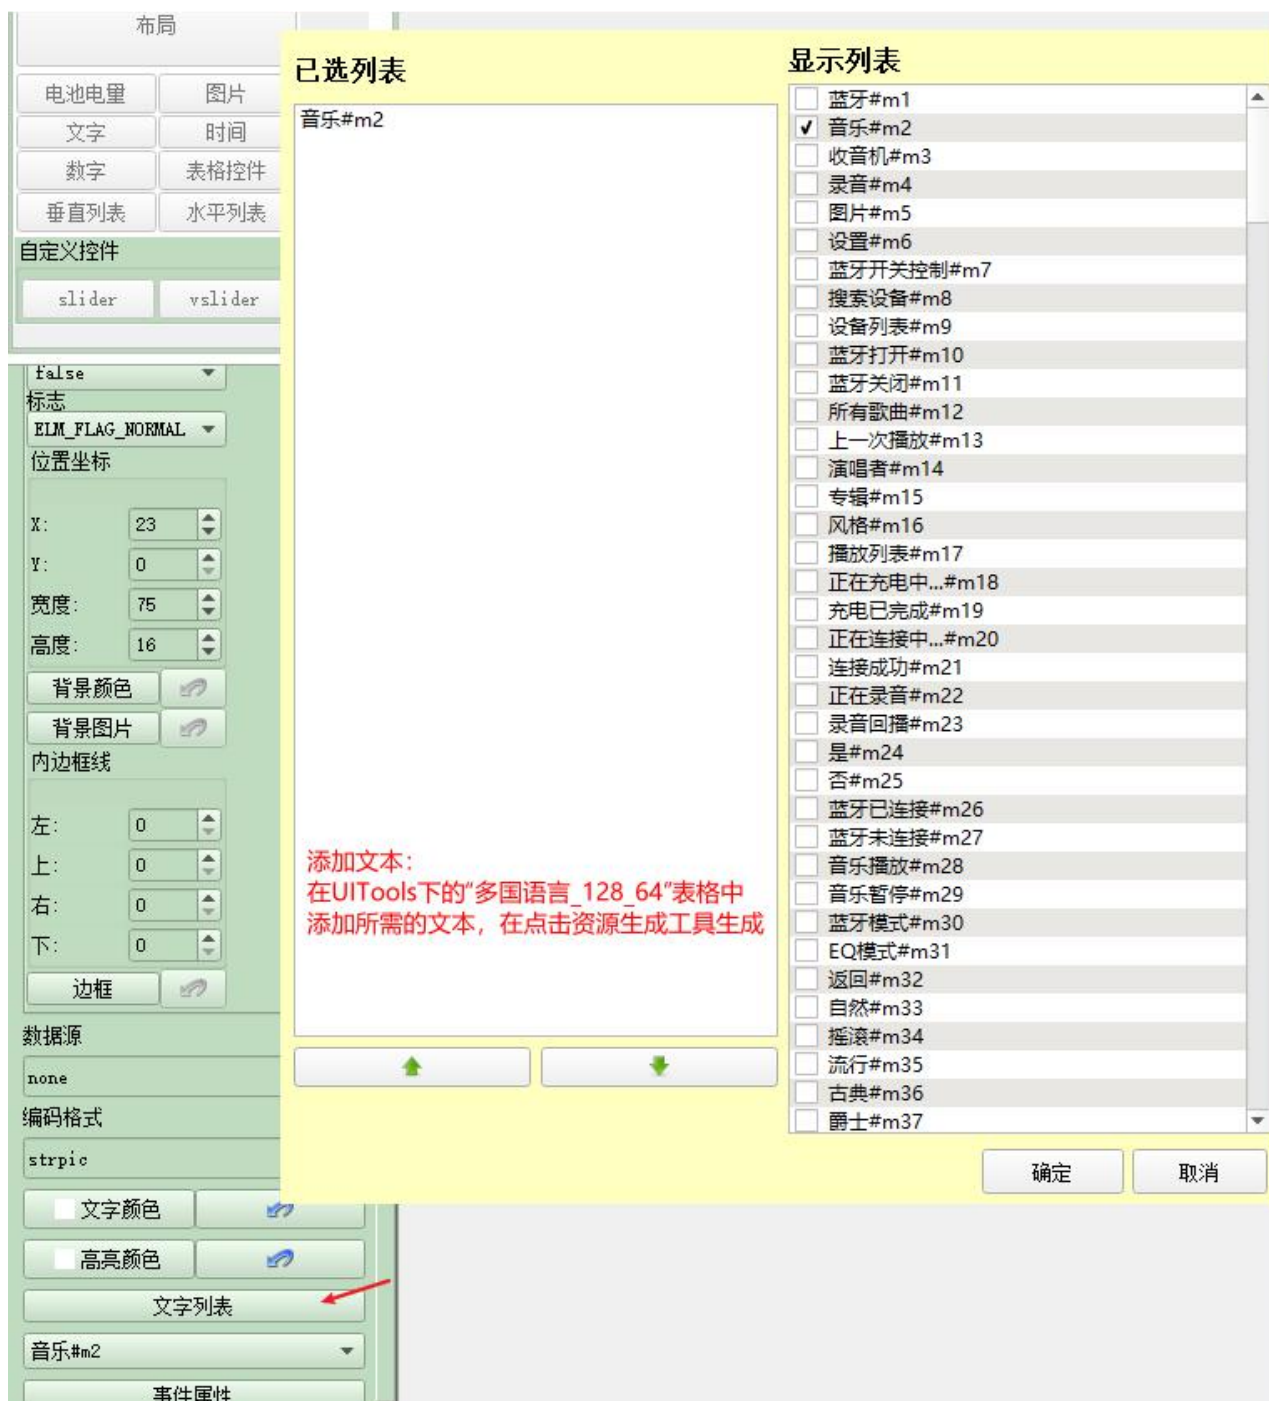 布局
电池电量
图片
文字
时间
数字
表格控件
垂直列表
水平列表
自定义控件
slider
vslider
false
标志
ELM_FLAG_NORMAL
位置坐标
X:
23
Y:
0
宽度:
75
高度:
16
背景颜色
背景图片
内边框线
左:
0
上:
0
右:
0
下:
0
边框
数据源
none
编码格式
strpic
文字颜色
高亮颜色
文字列表
音乐#m2
事件属性
已选列表
音乐#m2
添加文本：
在UITools下的“多国语言_128_64”表格中
添加所需的文本，在点击资源生成工具生成
显示列表
蓝牙#m1
音乐#m2
收音机#m3
录音#m4
图片#m5
设置#m6
蓝牙开关控制#m7
搜索设备#m8
设备列表#m9
蓝牙打开#m10
蓝牙关闭#m11
所有歌曲#m12
上一次播放#m13
演唱者#m14
专辑#m15
风格#m16
播放列表#m17
正在充电中...#m18
充电已完成#m19
正在连接中...#m20
连接成功#m21
正在录音#m22
录音回播#m23
是#m24
否#m25
蓝牙已连接#m26
蓝牙未连接#m27
音乐播放#m28
音乐暂停#m29
蓝牙模式#m30
EQ模式#m31
返回#m32
自然#m33
摇滚#m34
流行#m35
古典#m36
爵士#m37
确定
取消